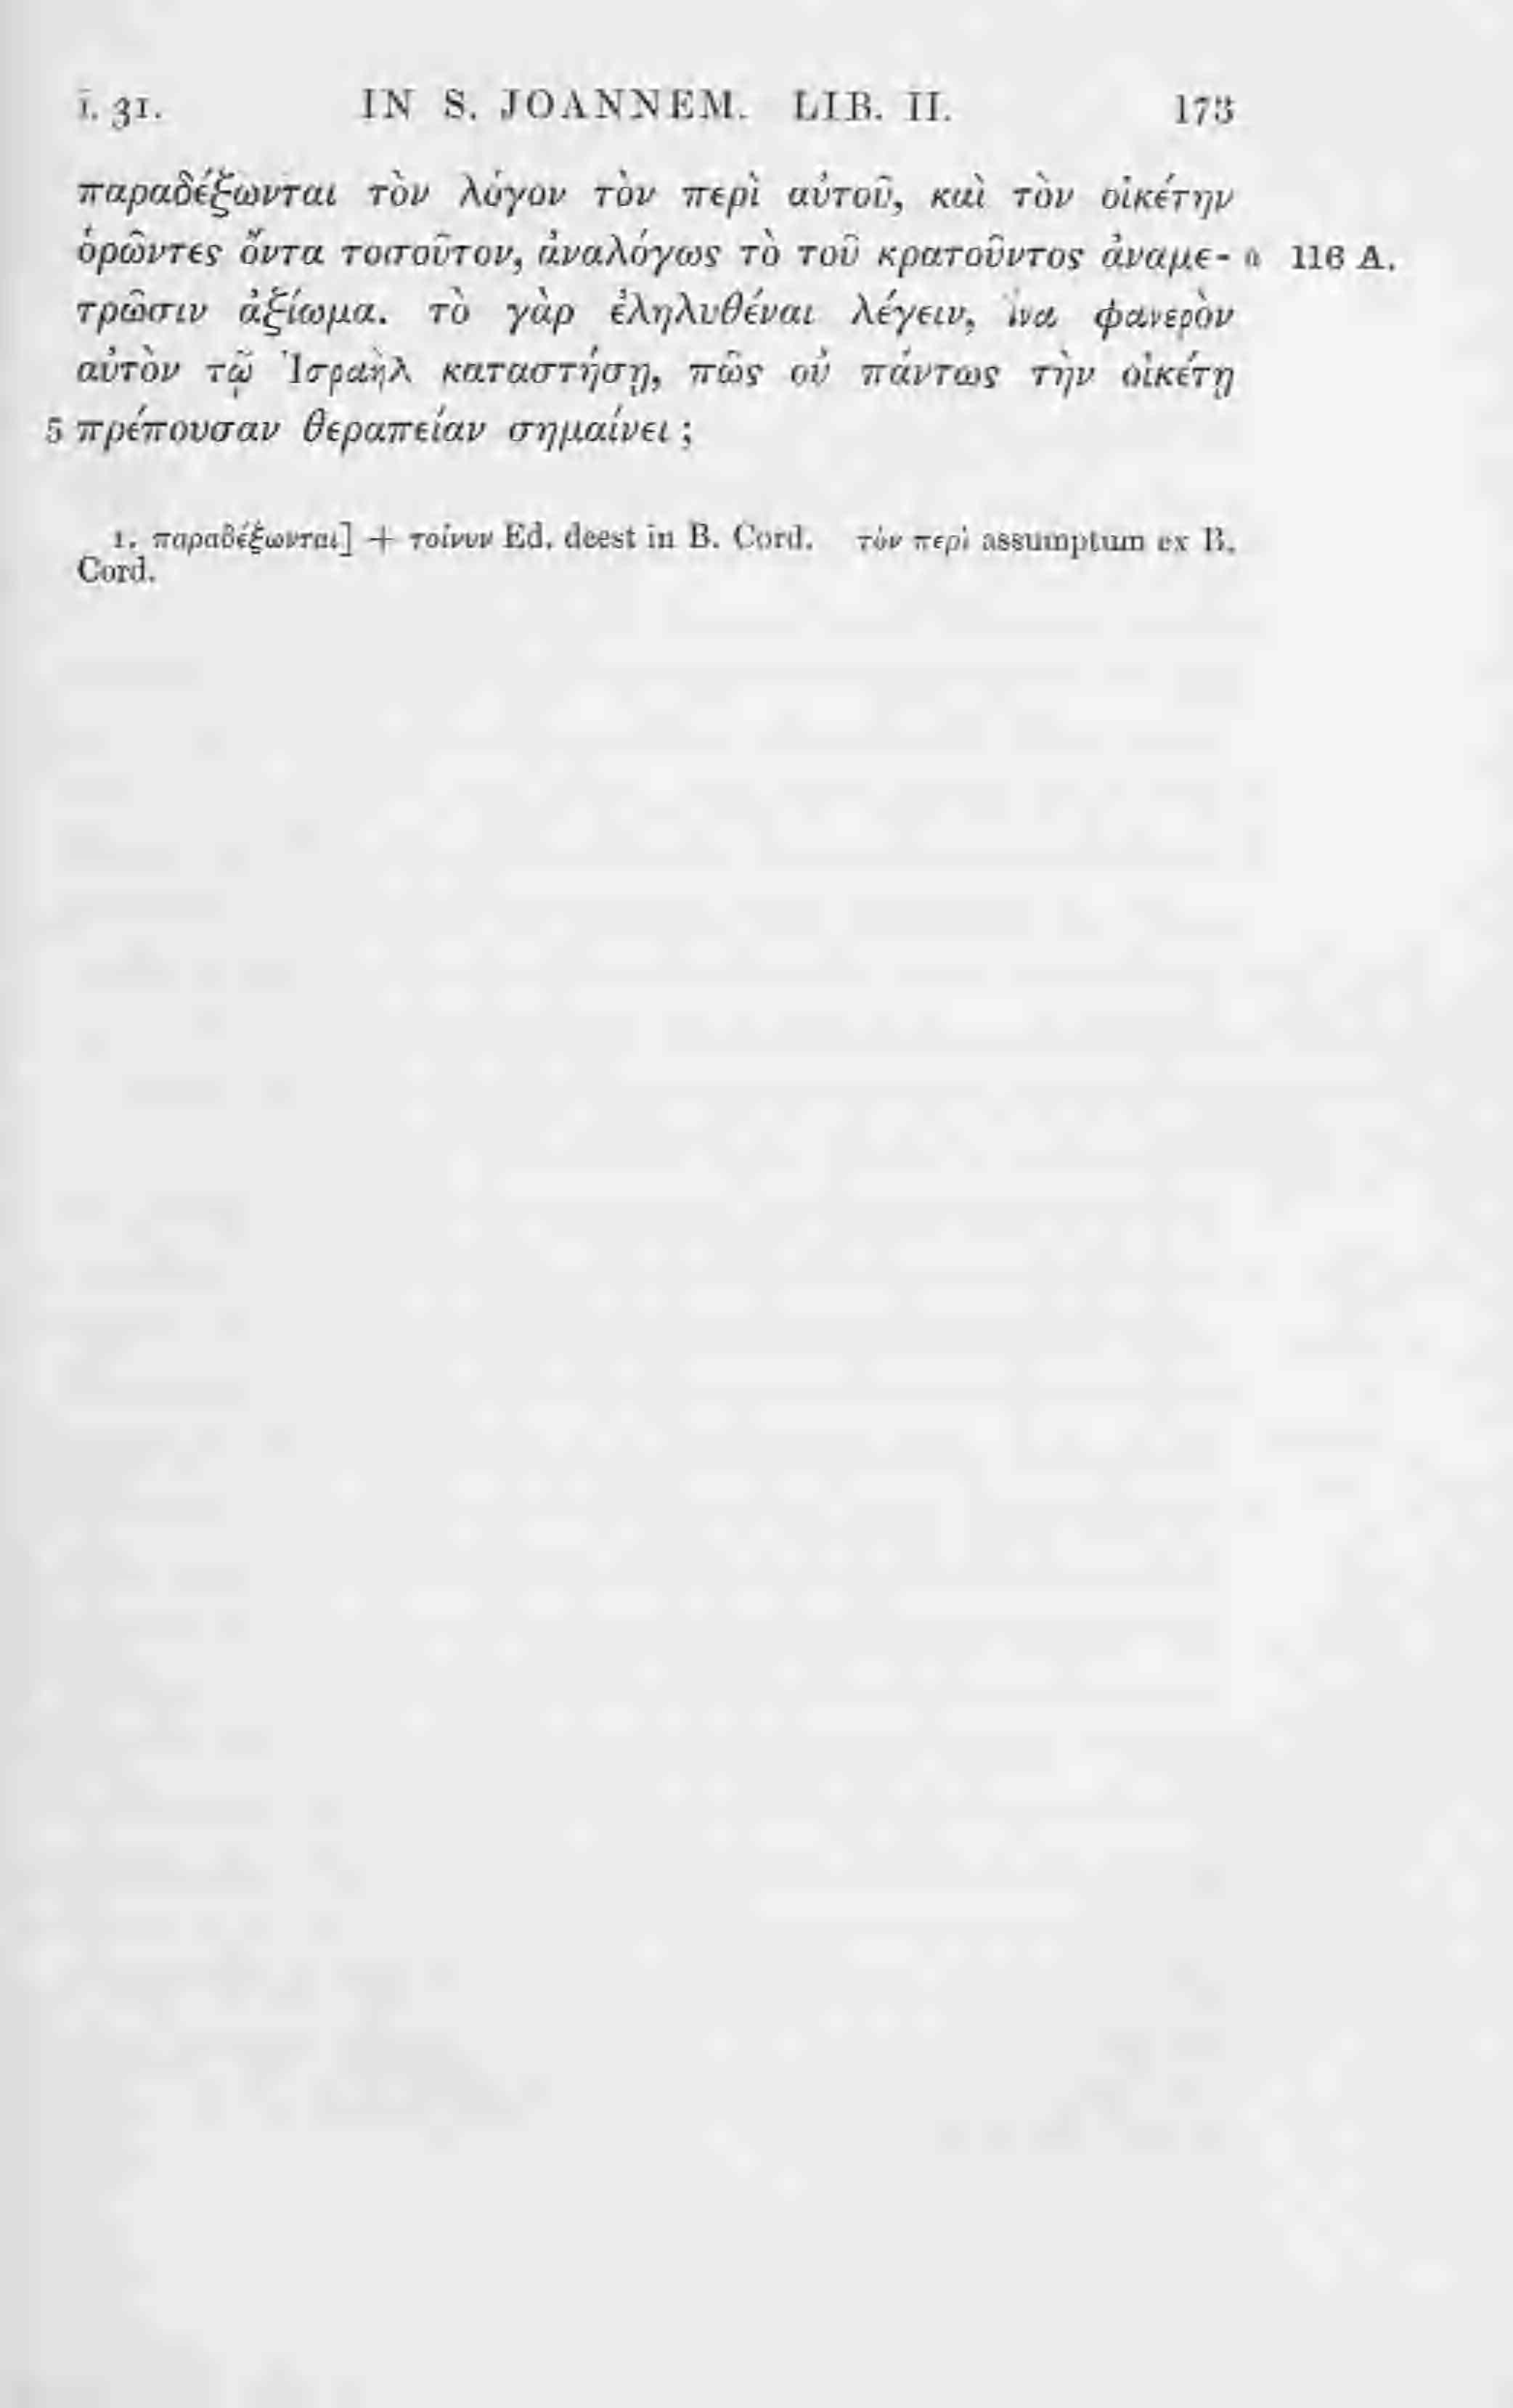 i. 31. IN S. JOANNEM. LIB. II. 173
παραδέξωνται τὸν λόγον τὸν περὶ αὐτοῦ, καὶ τὸν οἰκέτην
ὁρῶντες ὄντα τοσοῦτον, ἀναλόγως τὸ τοῦ κρατοῦντος ἀναμε- a 116 A.
τρῶσιν ἀξίωμα. τὸ γὰρ ἐληλυθέναι λέγειν, ἵνα φανερὸν
αὐτὸν τῷ Ἰσραὴλ καταστήσῃ, πῶς οὐ πάντως τὴν οἰκέτῃ
5 πρέπουσαν θεραπείαν σημαίνει ;
1. παραδέξωνται] + τοίνυν Ed. deest in B. Cord. τὸν περὶ assumptum ex B.
Cord.